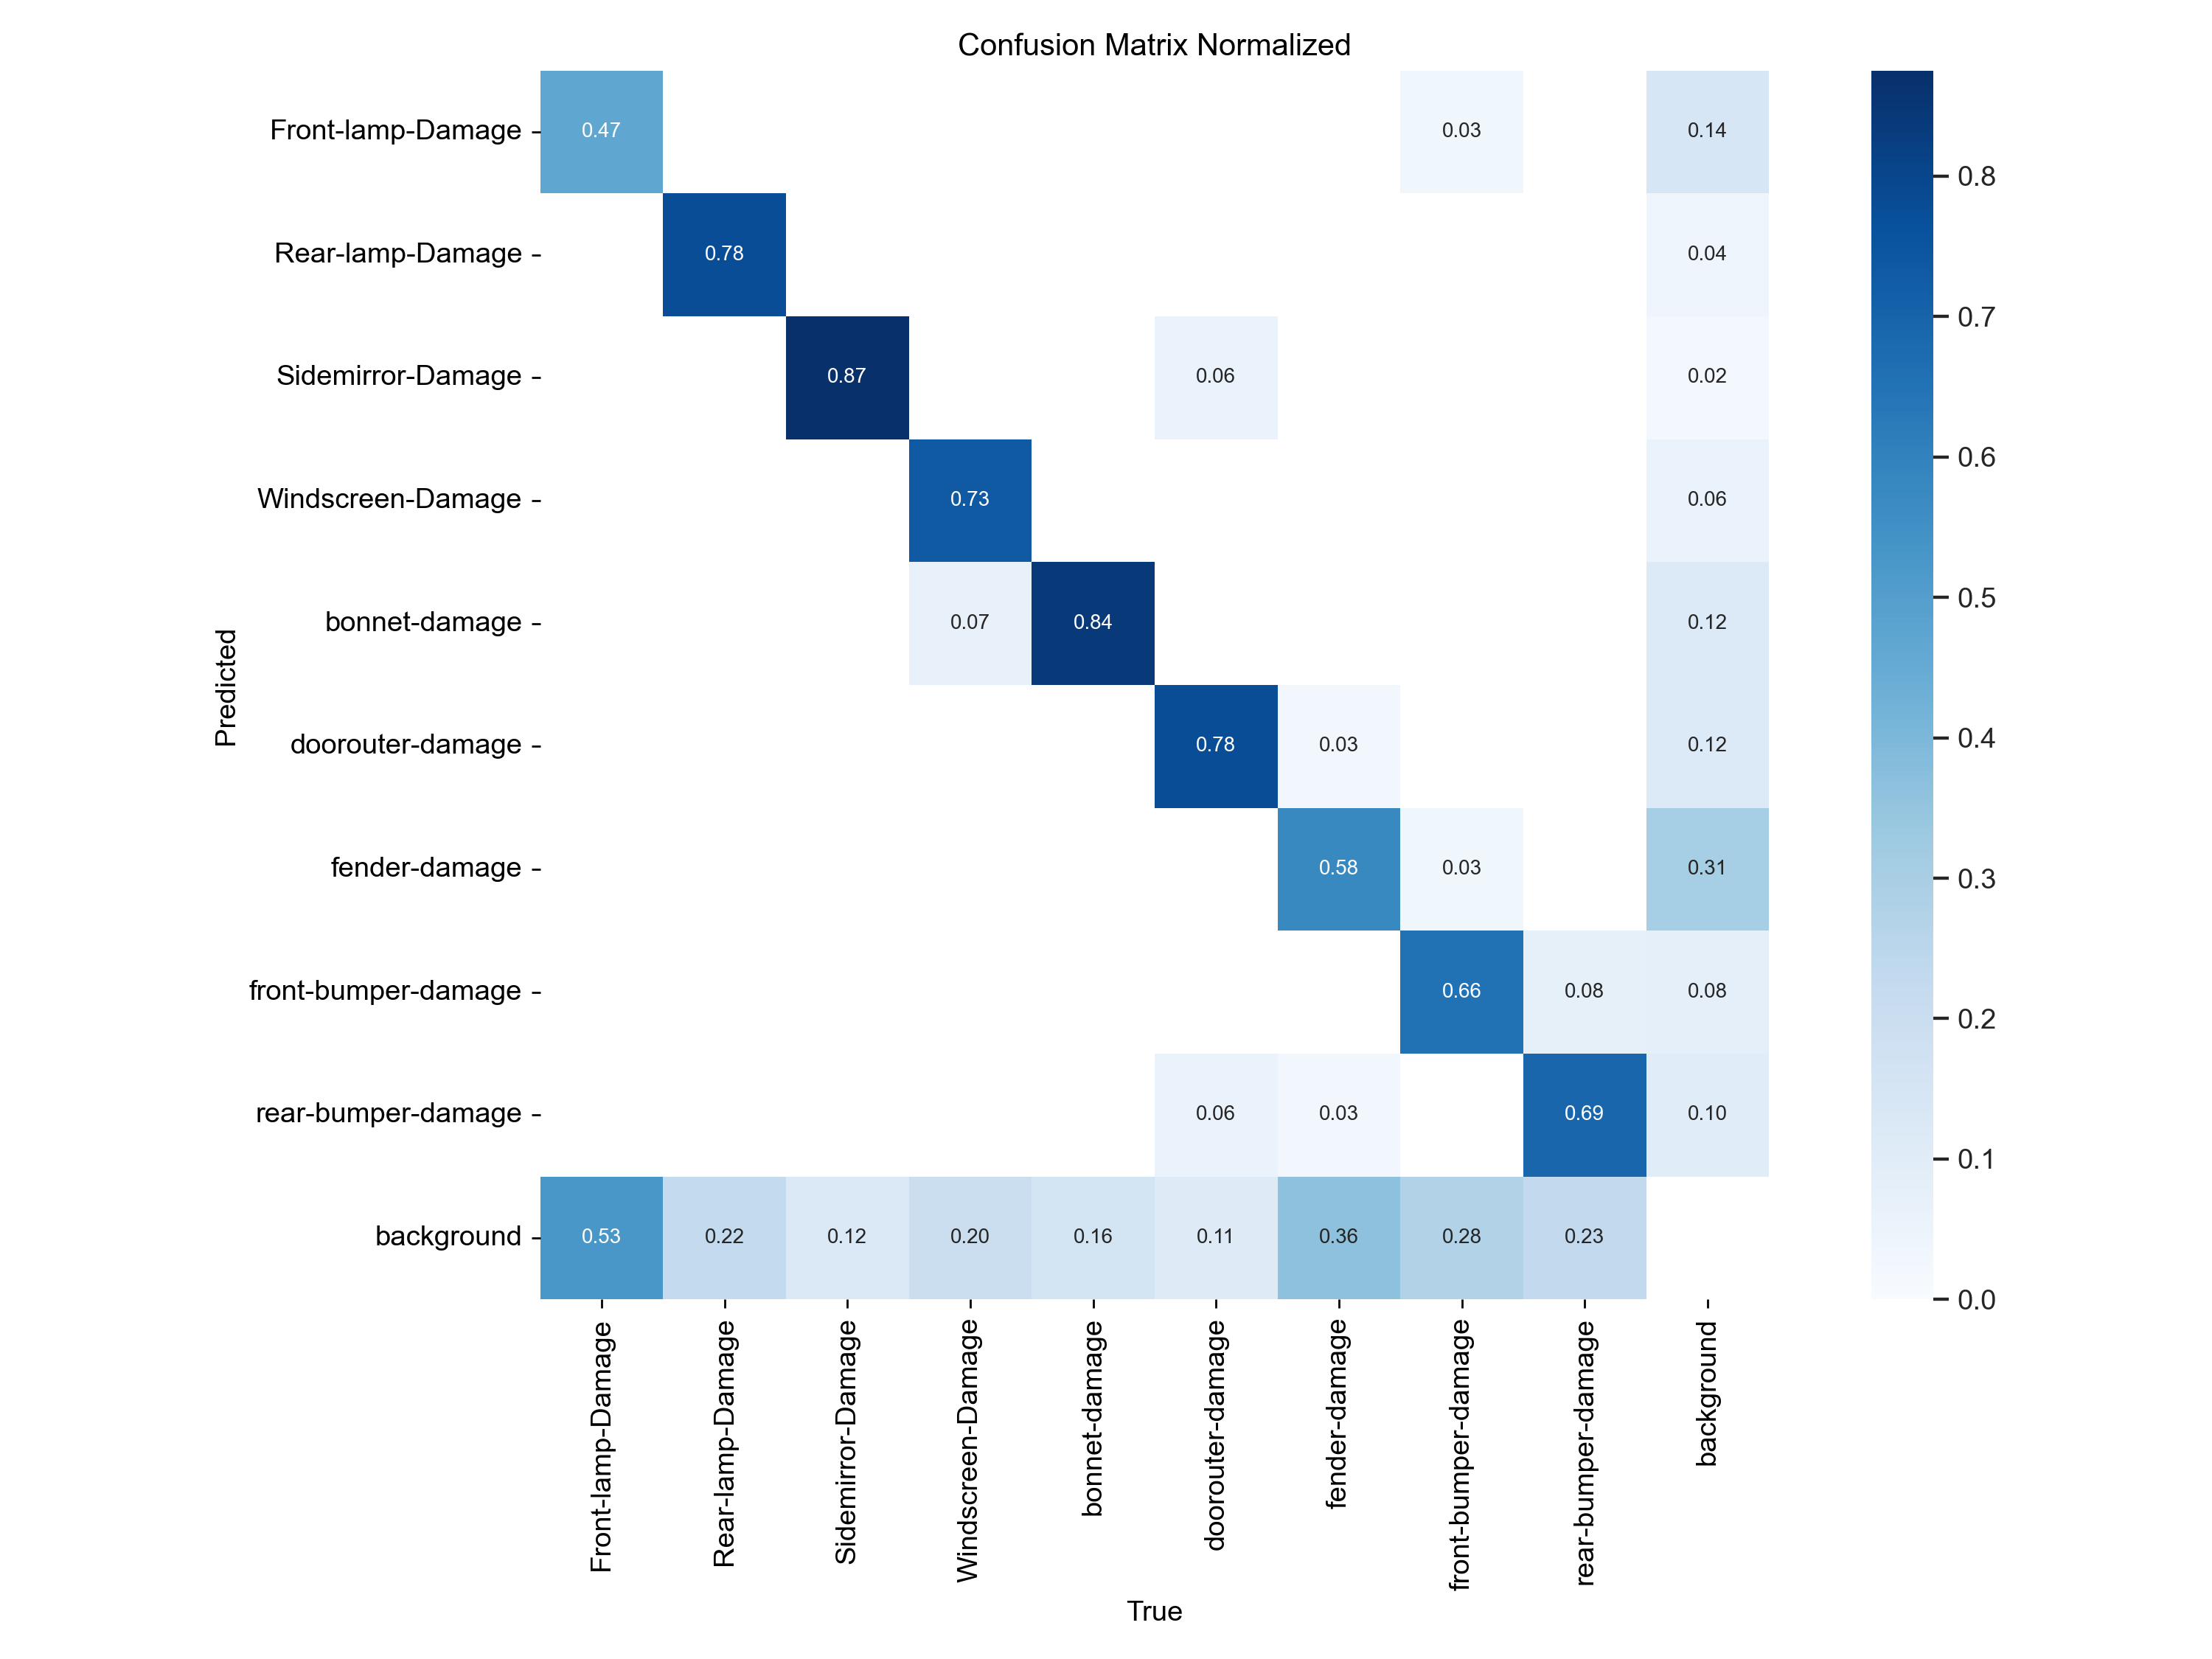 Confusion Matrix Normalized
Front-lamp-Damage 0.47 0.03 0.14
Rear-lamp-Damage 0.78 0.04
Sidemirror-Damage 0.87 0.06 0.02
Windscreen-Damage 0.73 0.06
bonnet-damage 0.07 0.84 0.12
doorouter-damage 0.78 0.03 0.12
fender-damage 0.58 0.03 0.31
front-bumper-damage 0.66 0.08 0.08
rear-bumper-damage 0.06 0.03 0.69 0.10
background 0.53 0.22 0.12 0.20 0.16 0.11 0.36 0.28 0.23
Predicted
Front-lamp-Damage
Rear-lamp-Damage
Sidemirror-Damage
Windscreen-Damage
bonnet-damage
doorouter-damage
fender-damage
front-bumper-damage
rear-bumper-damage
background
True
0.8
0.7
0.6
0.5
0.4
0.3
0.2
0.1
0.0